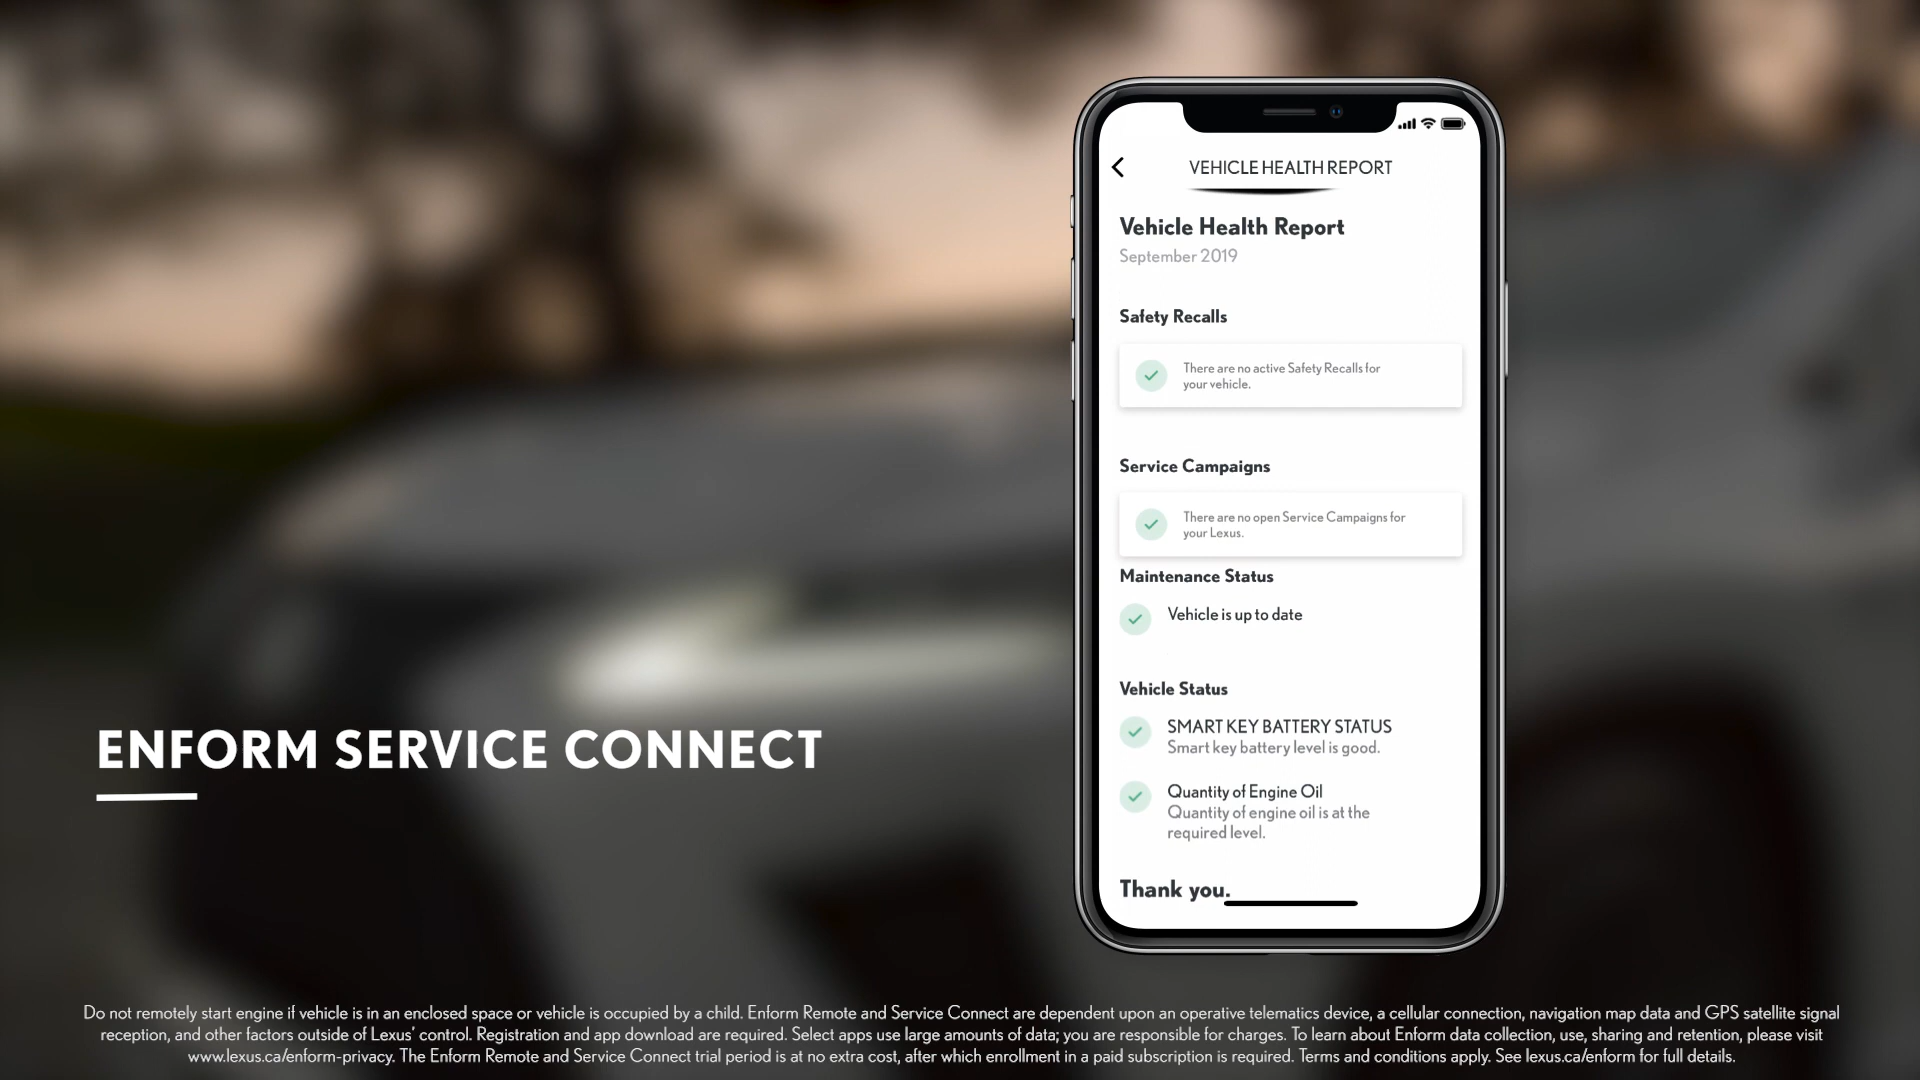 VEHICLE HEALTH REPORT
Vehicle Health Report
September 2019
Safety Recalls
There are no active Safety Recalls for
your vehicle.
Service Campaigns
There are no open Service Campaigns for
your Lexus.
Maintenance Status
Vehicle is up to date
Vehicle Status
SMART KEY BATTERY STATUS
Smart key battery level is good.
Quantity of Engine Oil
Quantity of engine oil is at the
required level.
Thank you.
ENFORM SERVICE CONNECT
Do not remotely start engine if vehicle is in an enclosed space or vehicle is occupied by a child. Enform Remote and Service Connect are dependent upon an operative telematics device, a cellular connection, navigation map data and GPS satellite signal
reception, and other factors outside of Lexus' control. Registration and app download are required. Select apps use large amounts of data; you are responsible for charges. To learn about Enform data collection, use, sharing and retention, please visit
www.lexus.ca/enform-privacy. The Enform Remote and Service Connect trial period is at no extra cost, after which enrollment in a paid subscription is required. Terms and conditions apply. See lexus.ca/enform for full details.